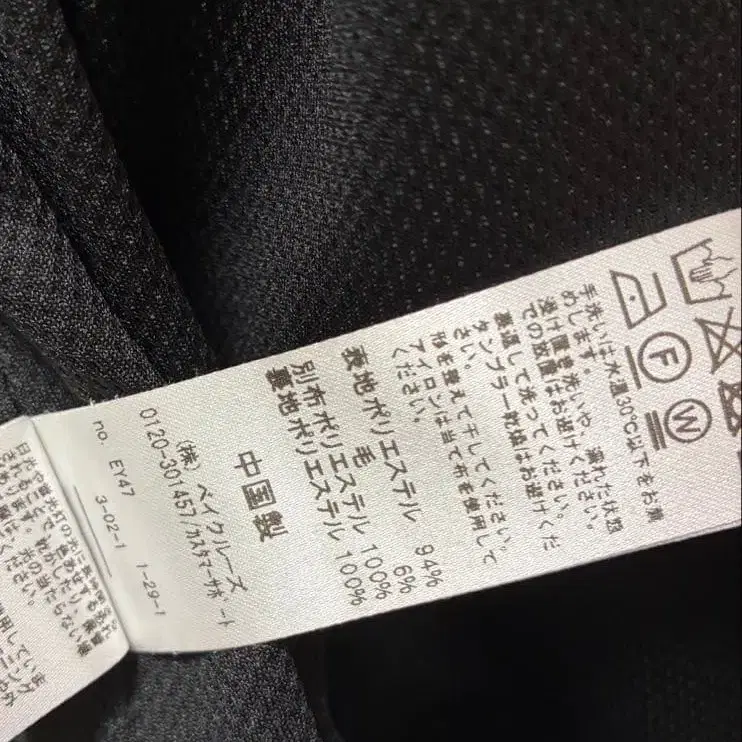 F
W
手洗いは水温30℃以下をお薦
めします。
浸け置き洗いや、濡れた状態
での放置はお避けください。
裏返して洗ってください。
タンブラー乾燥はお避けくだ
さい。
形を整えて干してください。
アイロンは当て布を使用して
ください。
表地ポリエステル 94%
毛 6%
別布ポリエステル 100%
裏地ポリエステル 100%
中国製
(株) ベイクルーズ
0120-301457/カスタマーサポート
no. EY47
3-02-1 1-29-1